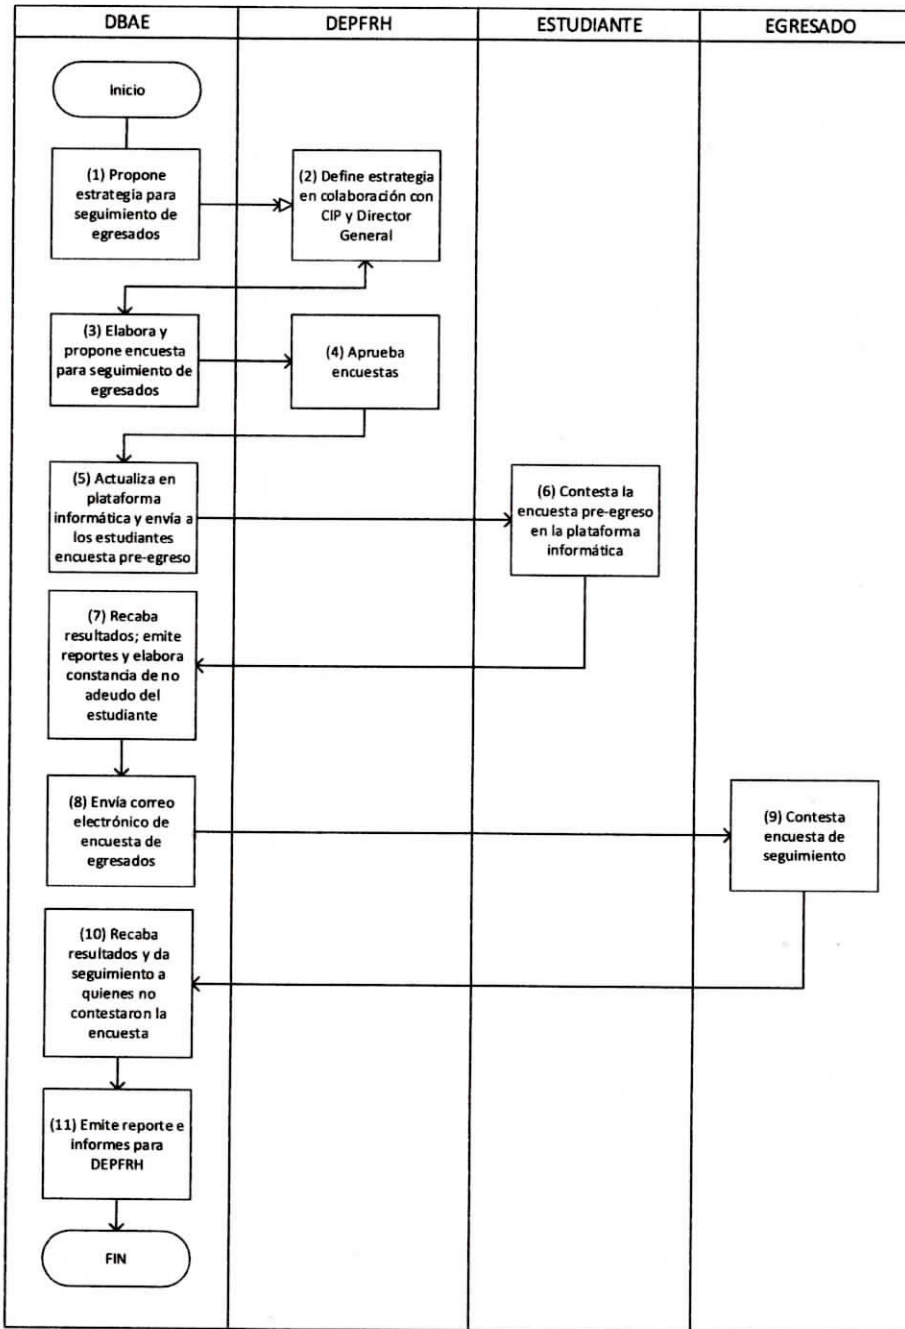 DBAE
DEPFRH
ESTUDIANTE
EGRESADO
Inicio
(1) Propone
estrategia para
seguimiento de
egresados
(2) Define estrategia
en colaboración con
CIP y Director
General
(3) Elabora y
propone encuesta
para seguimiento de
egresados
(4) Aprueba
encuestas
(5) Actualiza en
plataforma
informática y envía a
los estudiantes
encuesta pre-egreso
(6) Contesta la
encuesta pre-egreso
en la plataforma
informática
(7) Recaba
resultados; emite
reportes y elabora
constancia de no
adeudo del
estudiante
(8) Envía correo
electrónico de
encuesta de
egresados
(9) Contesta
encuesta de
seguimiento
(10) Recaba
resultados y da
seguimiento a
quienes no
contestaron la
encuesta
(11) Emite reporte e
informes para
DEPFRH
FIN